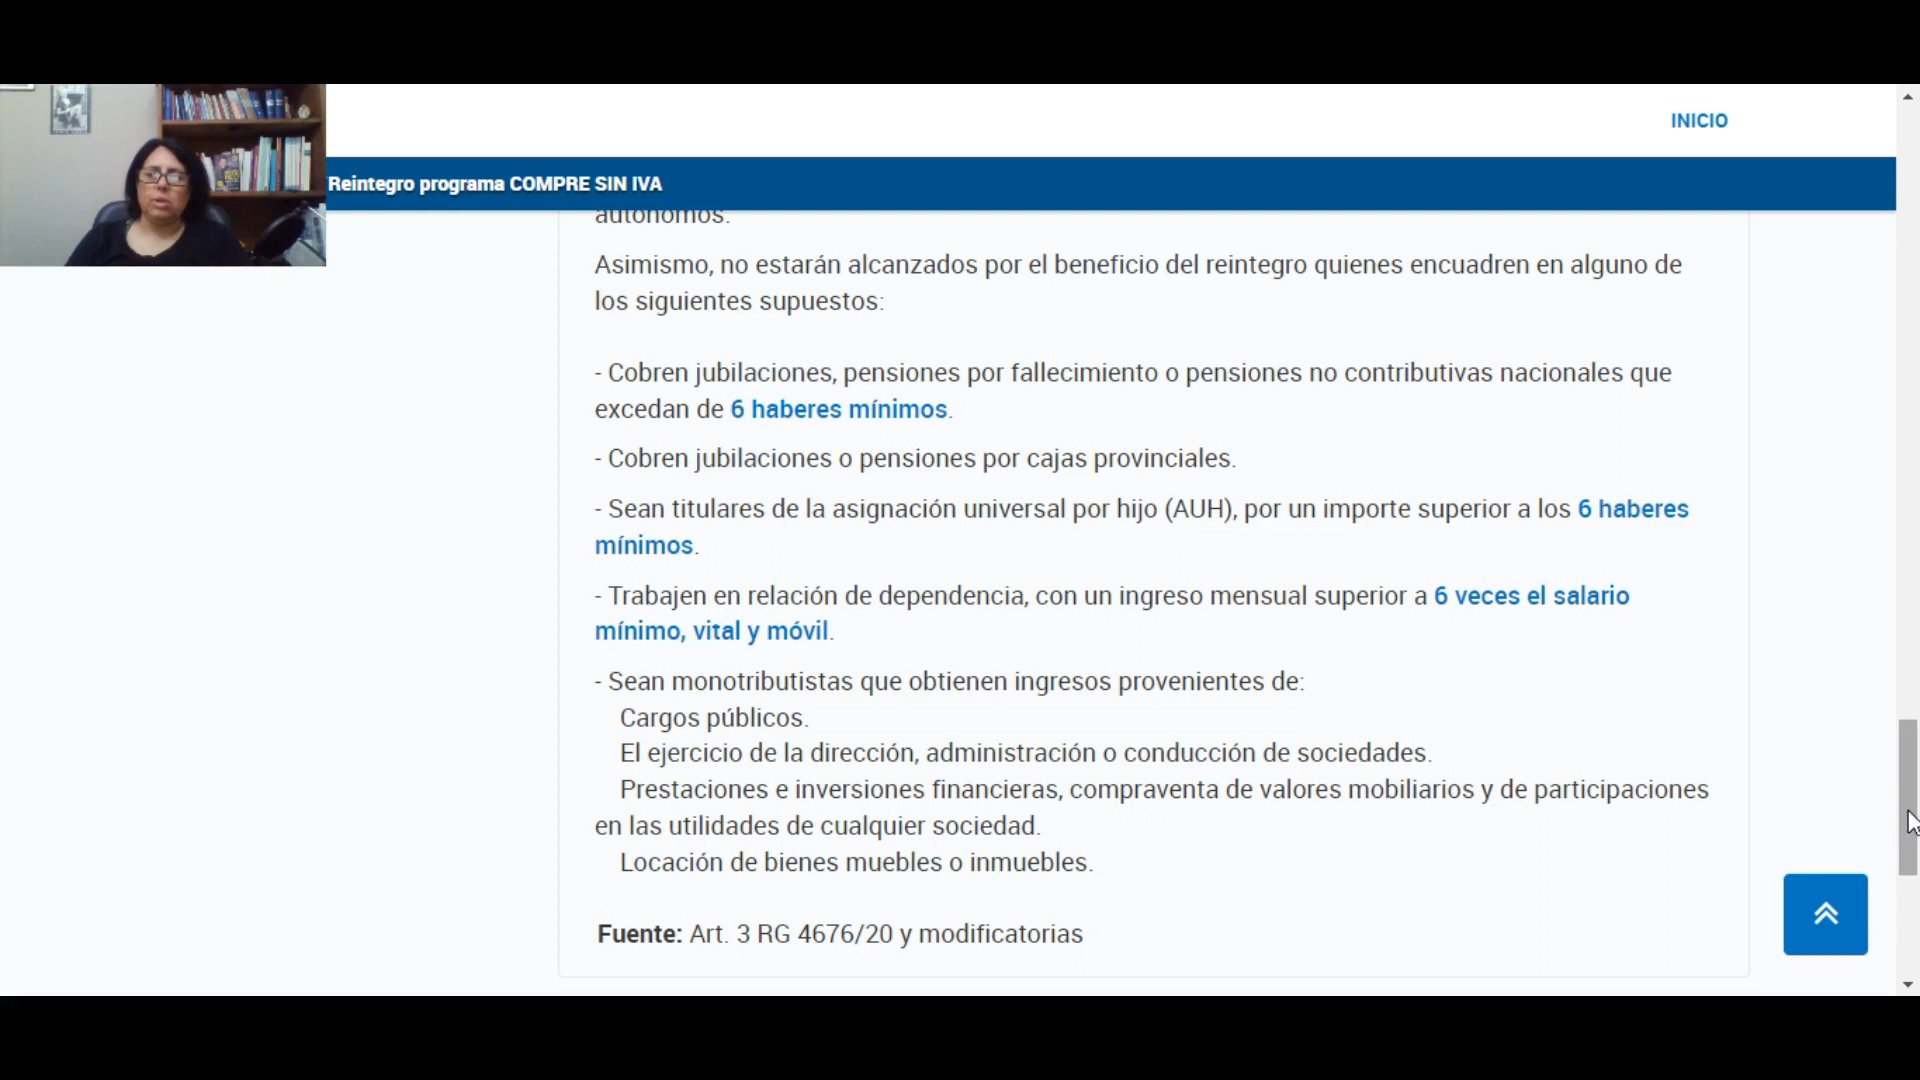 INICIO
Reintegro programa COMPRE SIN IVA
autónomos.
Asimismo, no estarán alcanzados por el beneficio del reintegro quienes encuadren en alguno de
los siguientes supuestos:
- Cobren jubilaciones, pensiones por fallecimiento o pensiones no contributivas nacionales que
excedan de 6 haberes mínimos.
- Cobren jubilaciones o pensiones por cajas provinciales.
- Sean titulares de la asignación universal por hijo (AUH), por un importe superior a los 6 haberes
mínimos.
- Trabajen en relación de dependencia, con un ingreso mensual superior a 6 veces el salario
mínimo, vital y móvil.
- Sean monotributistas que obtienen ingresos provenientes de:
Cargos públicos.
El ejercicio de la dirección, administración o conducción de sociedades.
Prestaciones e inversiones financieras, compraventa de valores mobiliarios y de participaciones
en las utilidades de cualquier sociedad.
Locación de bienes muebles o inmuebles.
Fuente: Art. 3 RG 4676/20 y modificatorias